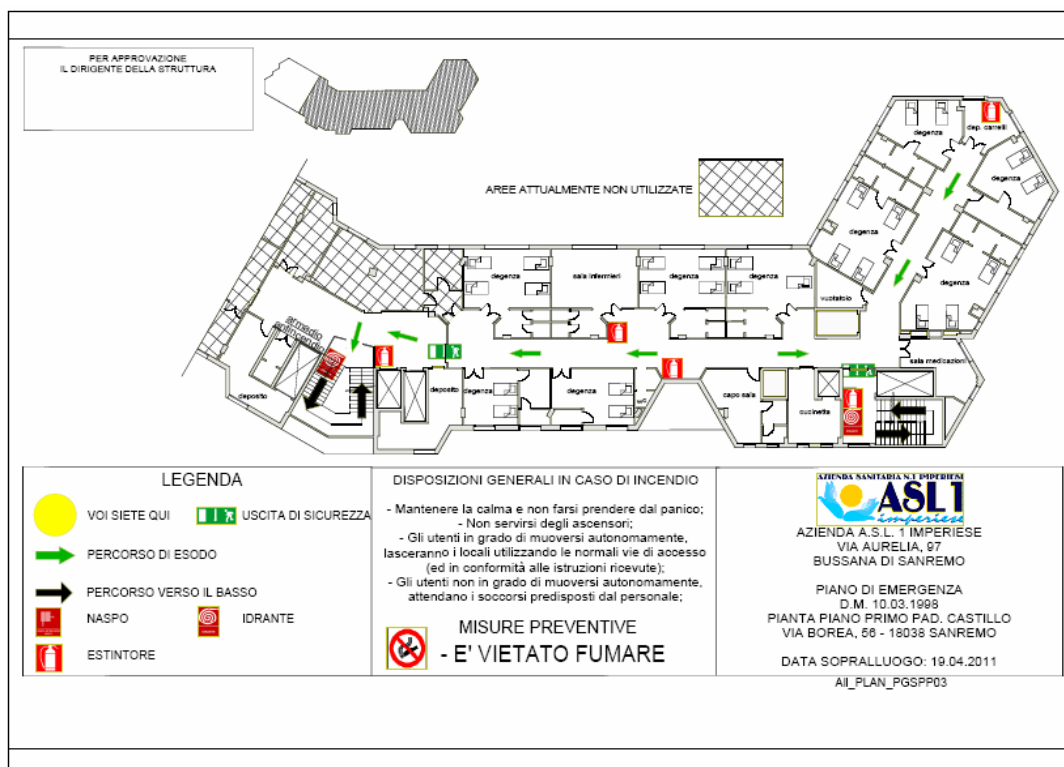 PER APPROVAZIONE
IL DIRIGENTE DELLA STRUTTURA
AREE ATTUALMENTE NON UTILIZZATE
degenza
dep. carrelli
degenza
degenza
degenza
degenza
sala infermieri
degenza
degenza
vuotatoio
sala medicazioni
armadio
antincendio
deposito
deposito
degenza
degenza
wc
capo sala
cucinetta
LEGENDA
VOI SIETE QUI
USCITA DI SICUREZZA
PERCORSO DI ESODO
PERCORSO VERSO IL BASSO
NASPO
IDRANTE
ESTINTORE
DISPOSIZIONI GENERALI IN CASO DI INCENDIO
- Mantenere la calma e non farsi prendere dal panico;
- Non servirsi degli ascensori;
- Gli utenti in grado di muoversi autonomamente,
lasceranno i locali utilizzando le normali vie di accesso
(ed in conformità alle istruzioni ricevute);
- Gli utenti non in grado di muoversi autonomamente,
attendano i soccorsi predisposti dal personale;
MISURE PREVENTIVE
- E' VIETATO FUMARE
AZIENDA SANITARIA N.1 IMPERIESE
ASL1
imperiese
AZIENDA A.S.L. 1 IMPERIESE
VIA AURELIA, 97
BUSSANA DI SANREMO
PIANO DI EMERGENZA
D.M. 10.03.1998
PIANTA PIANO PRIMO PAD. CASTILLO
VIA BOREA, 56 - 18038 SANREMO
DATA SOPRALLUOGO: 19.04.2011
All_PLAN_PGSPP03